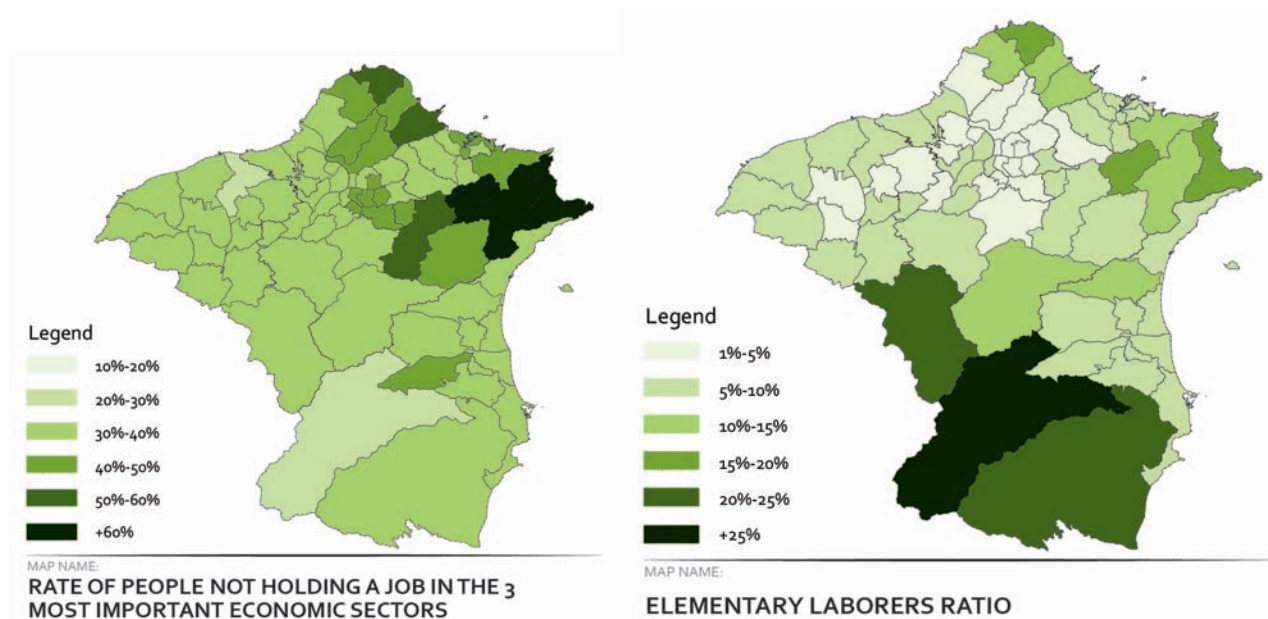 Legend
10%-20%
20%-30%
30%-40%
40%-50%
50%-60%
+60%
MAP NAME:
RATE OF PEOPLE NOT HOLDING A JOB IN THE 3
MOST IMPORTANT ECONOMIC SECTORS
Legend
1%-5%
5%-10%
10%-15%
15%-20%
20%-25%
+25%
MAP NAME:
ELEMENTARY LABORERS RATIO